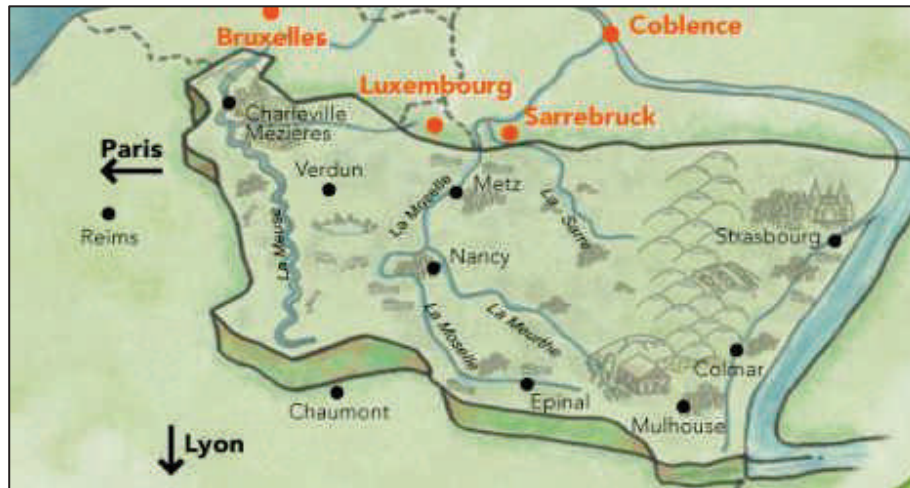 Bruxelles
Coblence
Luxembourg
Sarrebruck
Charleville
Mezières
Paris
Verdun
Metz
La Moselle
La Sarre
Reims
Strasbourg
La Meuse
Nancy
La Moselle
La Meurthe
Colmar
Epinal
Chaumont
Mulhouse
Lyon